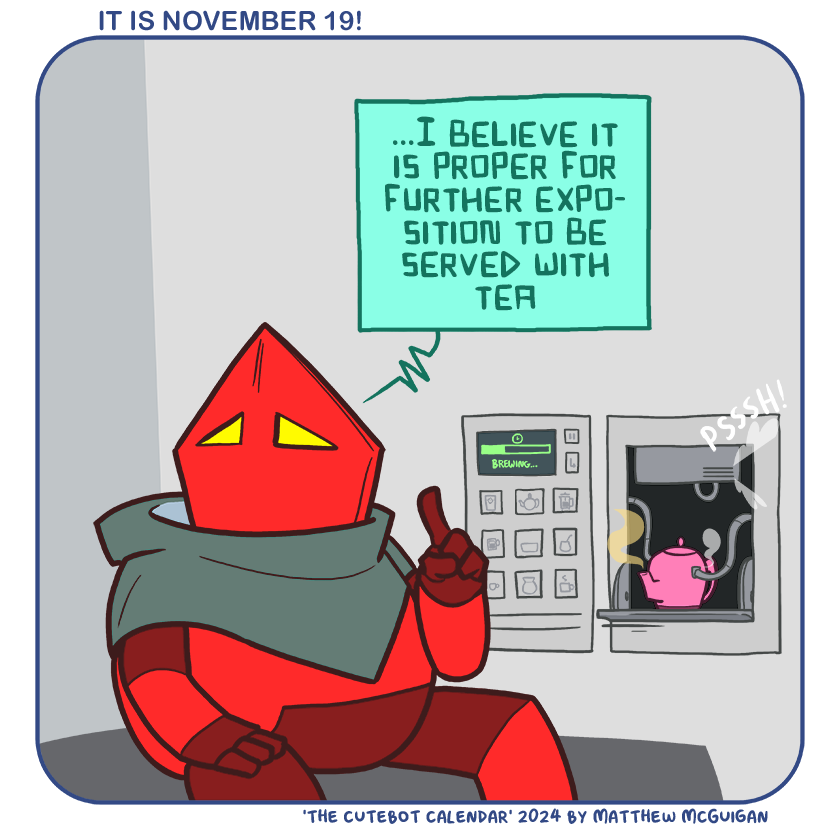 IT IS NOVEMBER 19!
...I BELIEVE IT
IS PROPER FOR
FURTHER EXPO-
SITION TO BE
SERVED WITH
TEA
PSSSH!
BREWING...
'THE CUTEBOT CALENDAR' 2024 BY MATTHEW MCGUIGAN